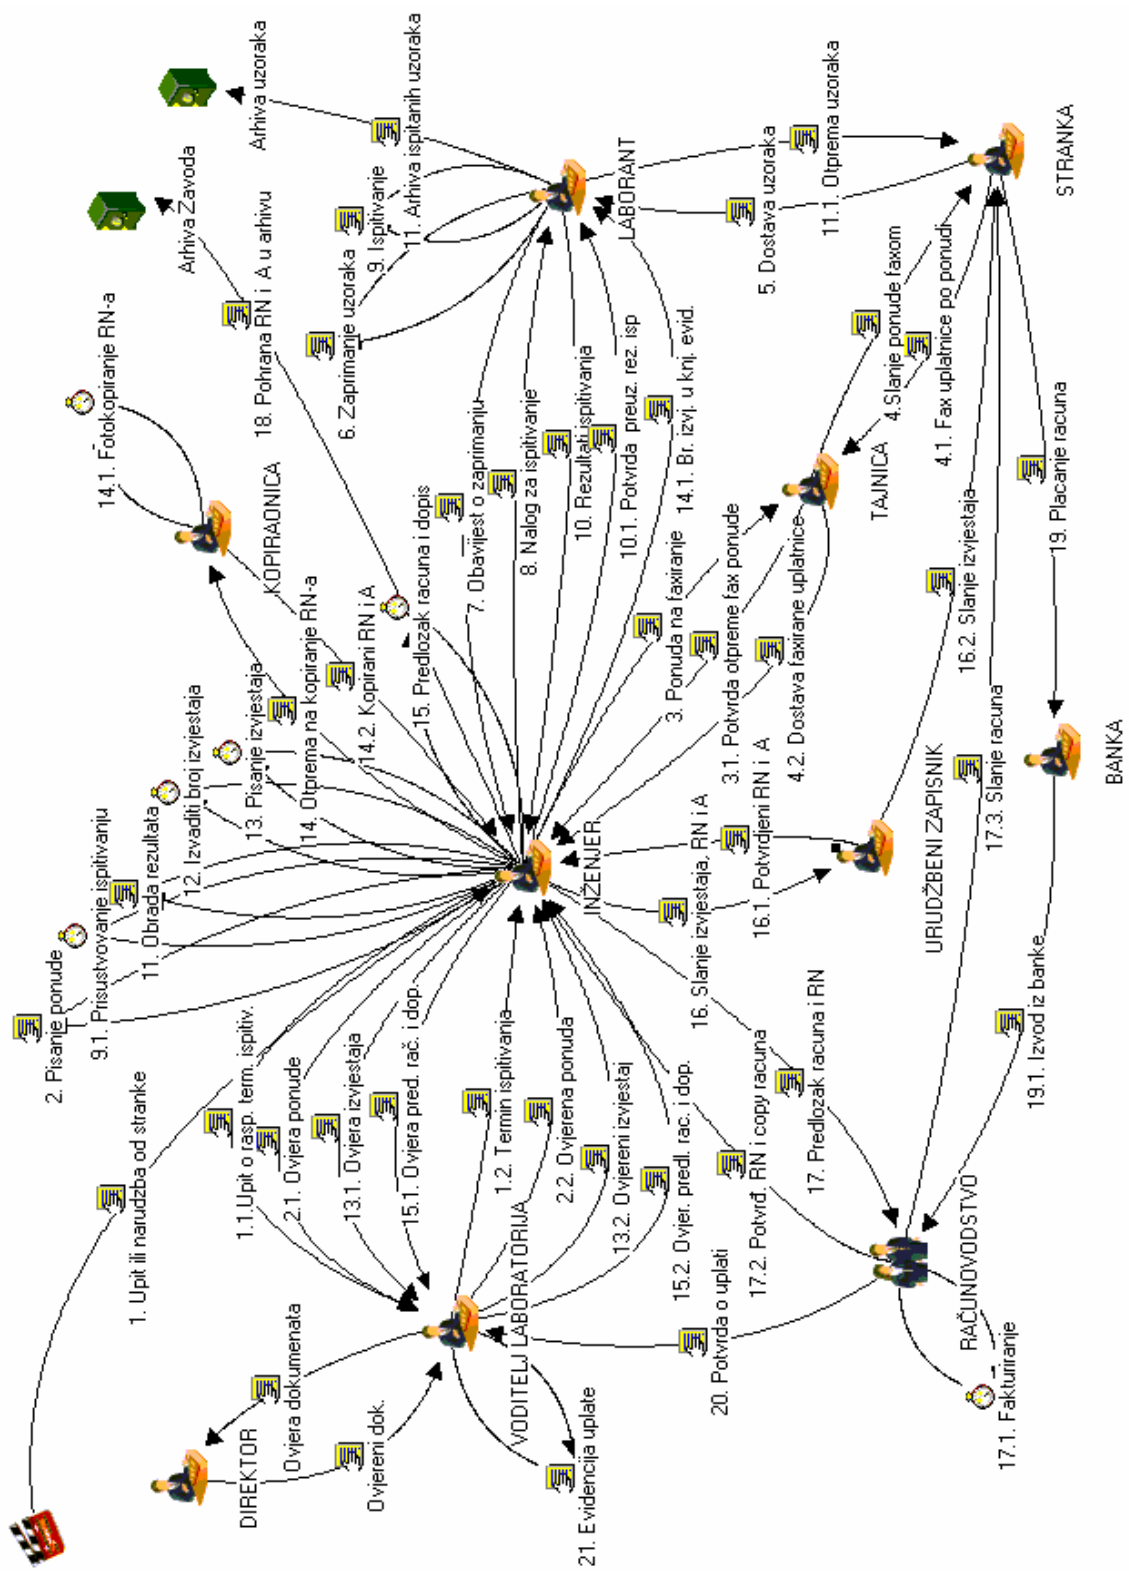 1. Upit ili narudzba od stranke
2. Pisanje ponude
9.1. Prisustvovanje ispitivanju
11. Obrada rezultata
12. Izvaditi broj izvjestaja
13. Pisanje izvjestaja
14. Otprema na kopiranje RN-a
14.2. Kopirani RN i A
15. Predlozak racuna i dopis
KOPIRAONICA
14.1. Fotokopiranje RN-a
18. Pohrana RN i A u arhivu
Arhiva Zavoda
Arhiva uzoraka
6. Zaprimanje uzoraka
9. Ispitivanje
11. Arhiva ispitanih uzoraka
7. Obavijest o zaprimanju
8. Nalog za ispitivanje
10. Rezultati ispitivanja
10.1. Potvrda preuz. rez. isp
14.1. Br. izvj. u knj. evid.
LABORANT
5. Dostava uzoraka
11.1. Otprema uzoraka
STRANKA
DIREKTOR
Ovjera dokumenata
Ovjereni dok.
1.1.Upit o rasp. term. ispitiv.
2.1. Ovjera ponude
13.1. Ovjera izvjestaja
15.1. Ovjera pred. rač. i dop.
VODITELJ LABORATORIJA
1.2. Termin ispitivanja
2.2. Ovjerena ponuda
13.2. Ovjereni izvjestaj
15.2. Ovjer. predl. rac. i dop.
21. Evidencija uplate
INŽENJER
3. Ponuda na faxiranje
3.1. Potvrda otpreme fax ponude
4.2. Dostava faxirane uplatnice
TAJNICA
4.Slanje ponude faxom
4.1. Fax uplatnice po ponudi
16. Slanje izvjestaja, RN i A
16.1. Potvrdjeni RN i A
URUDŽBENI ZAPISNIK
16.2. Slanje izvjestaja
17. Predlozak racuna i RN
17.2. Potvrđ. RN i copy racuna
20. Potvrda o uplati
RAČUNOVODSTVO
17.1. Fakturiranje
17.3. Slanje racuna
19. Placanje racuna
BANKA
19.1. Izvod iz banke